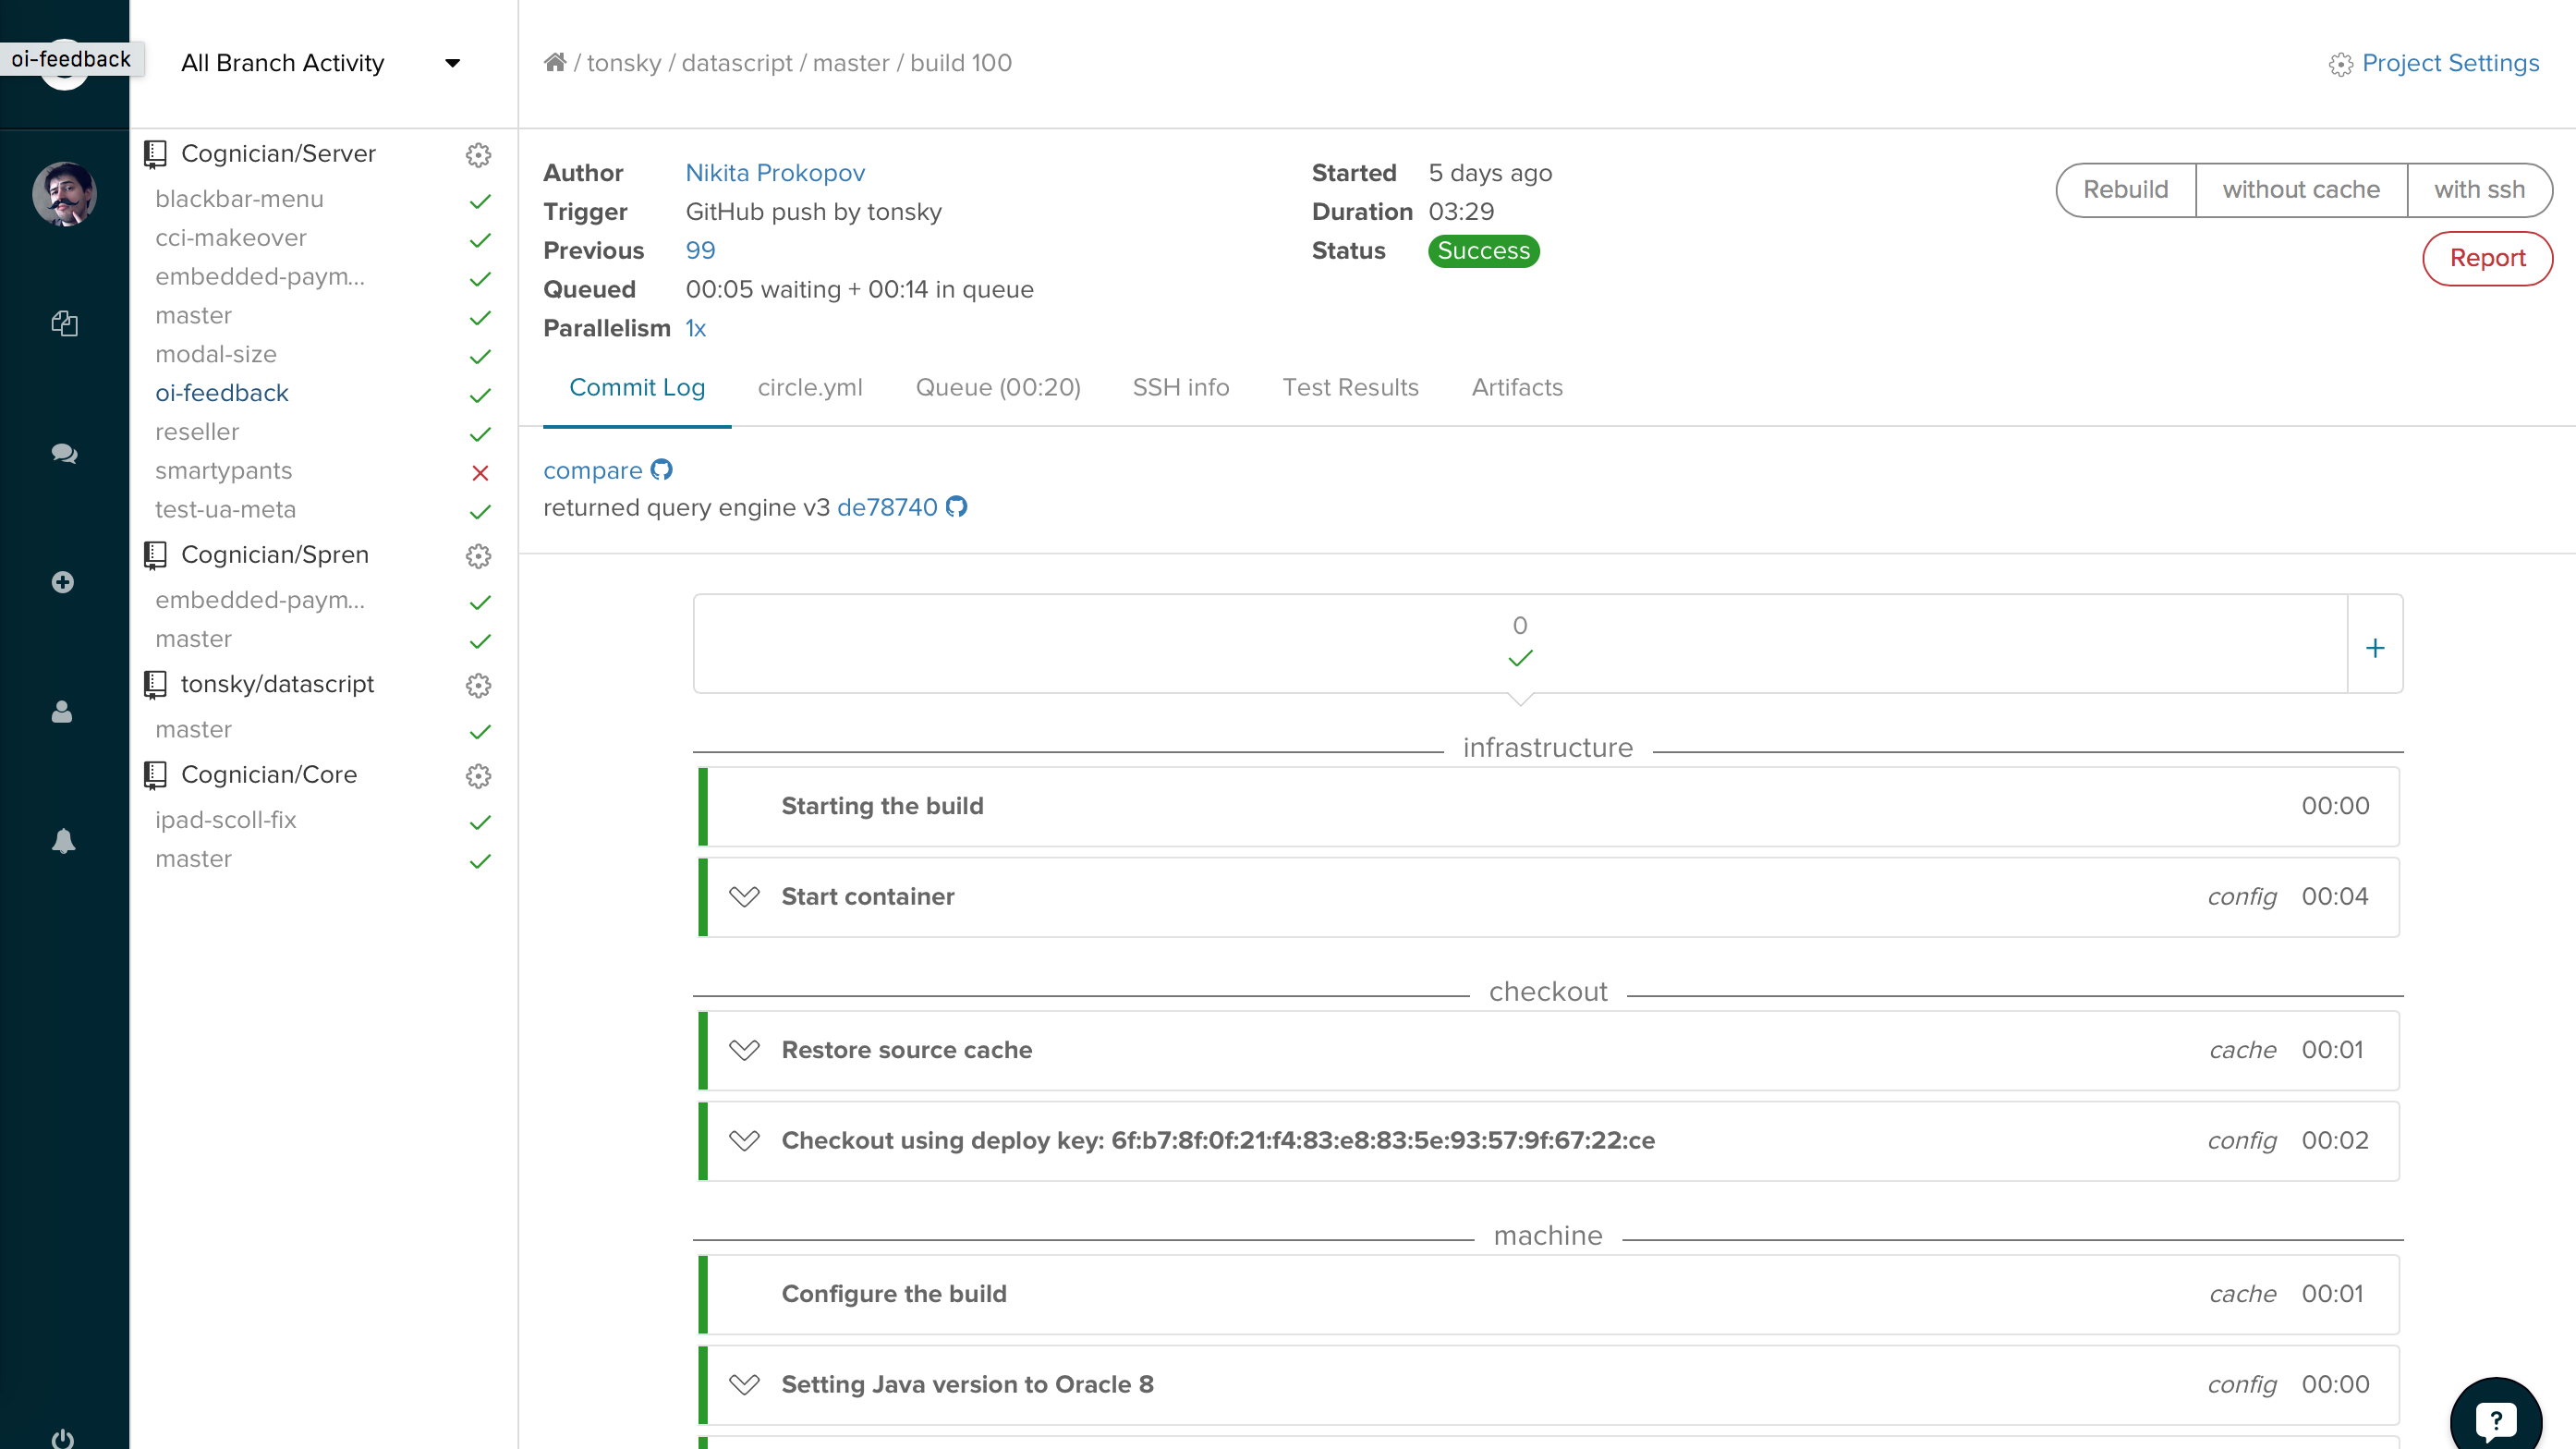 oi-feedback
All Branch Activity
/ tonsky / datascript / master / build 100
Project Settings
Cognician/Server
blackbar-menu
cci-makeover
embedded-paym...
master
modal-size
oi-feedback
reseller
smartypants
test-ua-meta
Cognician/Spren
embedded-paym...
master
tonsky/datascript
master
Cognician/Core
ipad-scoll-fix
master
Author Nikita Prokopov
Trigger GitHub push by tonsky
Previous 99
Queued 00:05 waiting + 00:14 in queue
Parallelism 1x
Started 5 days ago
Duration 03:29
Status Success
Rebuild without cache with ssh
Report
Commit Log circle.yml Queue (00:20) SSH info Test Results Artifacts
compare
returned query engine v3 de78740
0
+
infrastructure
Starting the build 00:00
Start container config 00:04
checkout
Restore source cache cache 00:01
Checkout using deploy key: 6f:b7:8f:0f:21:f4:83:e8:83:5e:93:57:9f:67:22:ce config 00:02
machine
Configure the build cache 00:01
Setting Java version to Oracle 8 config 00:00
?